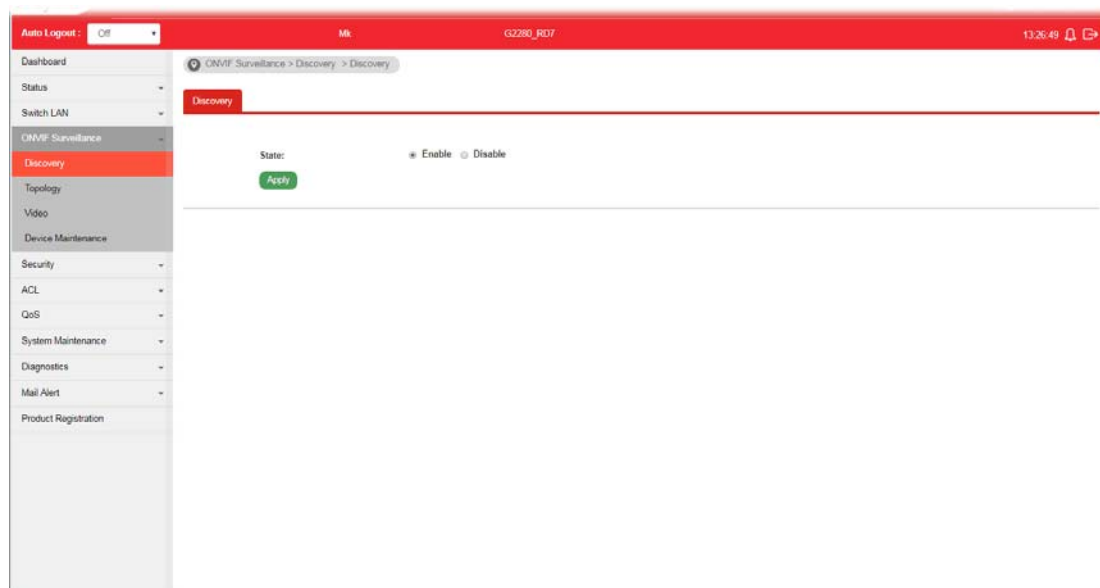 Auto Logout : Off Mk G2280_RD7 13:26:49
Dashboard
Status
Switch LAN
ONVIF Surveillance
Discovery
Topology
Video
Device Maintenance
Security
ACL
QoS
System Maintenance
Diagnostics
Mail Alert
Product Registration
ONVIF Surveillance > Discovery > Discovery
Discovery
State: Enable Disable
Apply